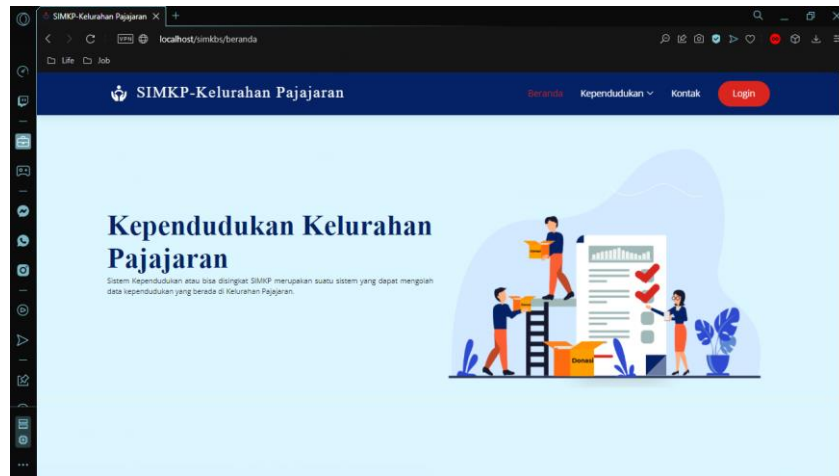 SIMKP-Kelurahan Pajajaran
VPN localhost/simkbs/beranda
Life Job
SIMKP-Kelurahan Pajajaran
Beranda Kependudukan Kontak Login
Kependudukan Kelurahan
Pajajaran
Sistem Kependudukan atau bisa disingkat SIMKP merupakan suatu sistem yang dapat mengolah
data kependudukan yang berada di Kelurahan Pajajaran.
Donasi